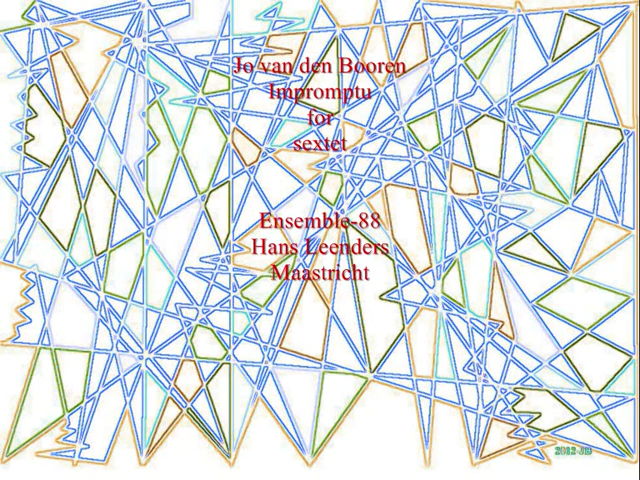 Jo van den Booren
Impromptu
for
sextet
Ensemble-88
Hans Leenders
Maastricht